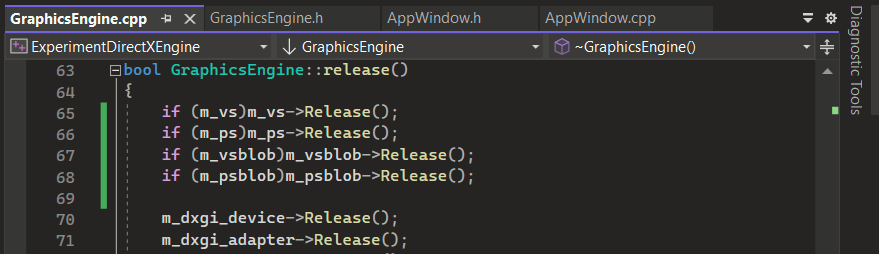 GraphicsEngine.cpp GraphicsEngine.h AppWindow.h AppWindow.cpp
ExperimentDirectXEngine GraphicsEngine ~GraphicsEngine()
Diagnostic Tools
63 bool GraphicsEngine::release()
64 {
65 if (m_vs)m_vs->Release();
66 if (m_ps)m_ps->Release();
67 if (m_vsblob)m_vsblob->Release();
68 if (m_psblob)m_psblob->Release();
69
70 m_dxgi_device->Release();
71 m_dxgi_adapter->Release();